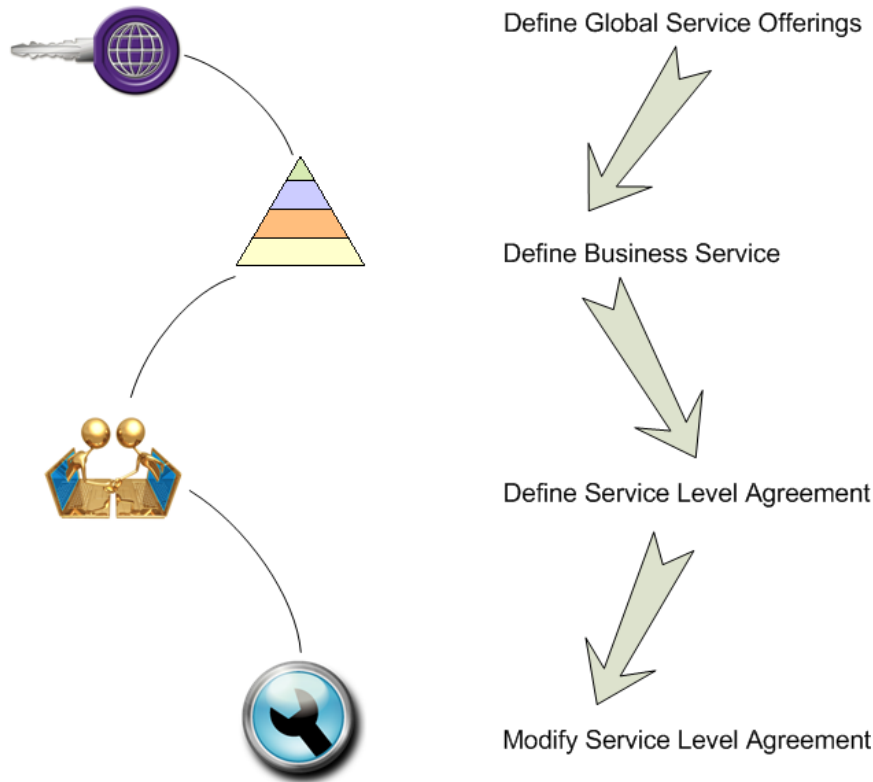 Define Global Service Offerings
Define Business Service
Define Service Level Agreement
Modify Service Level Agreement